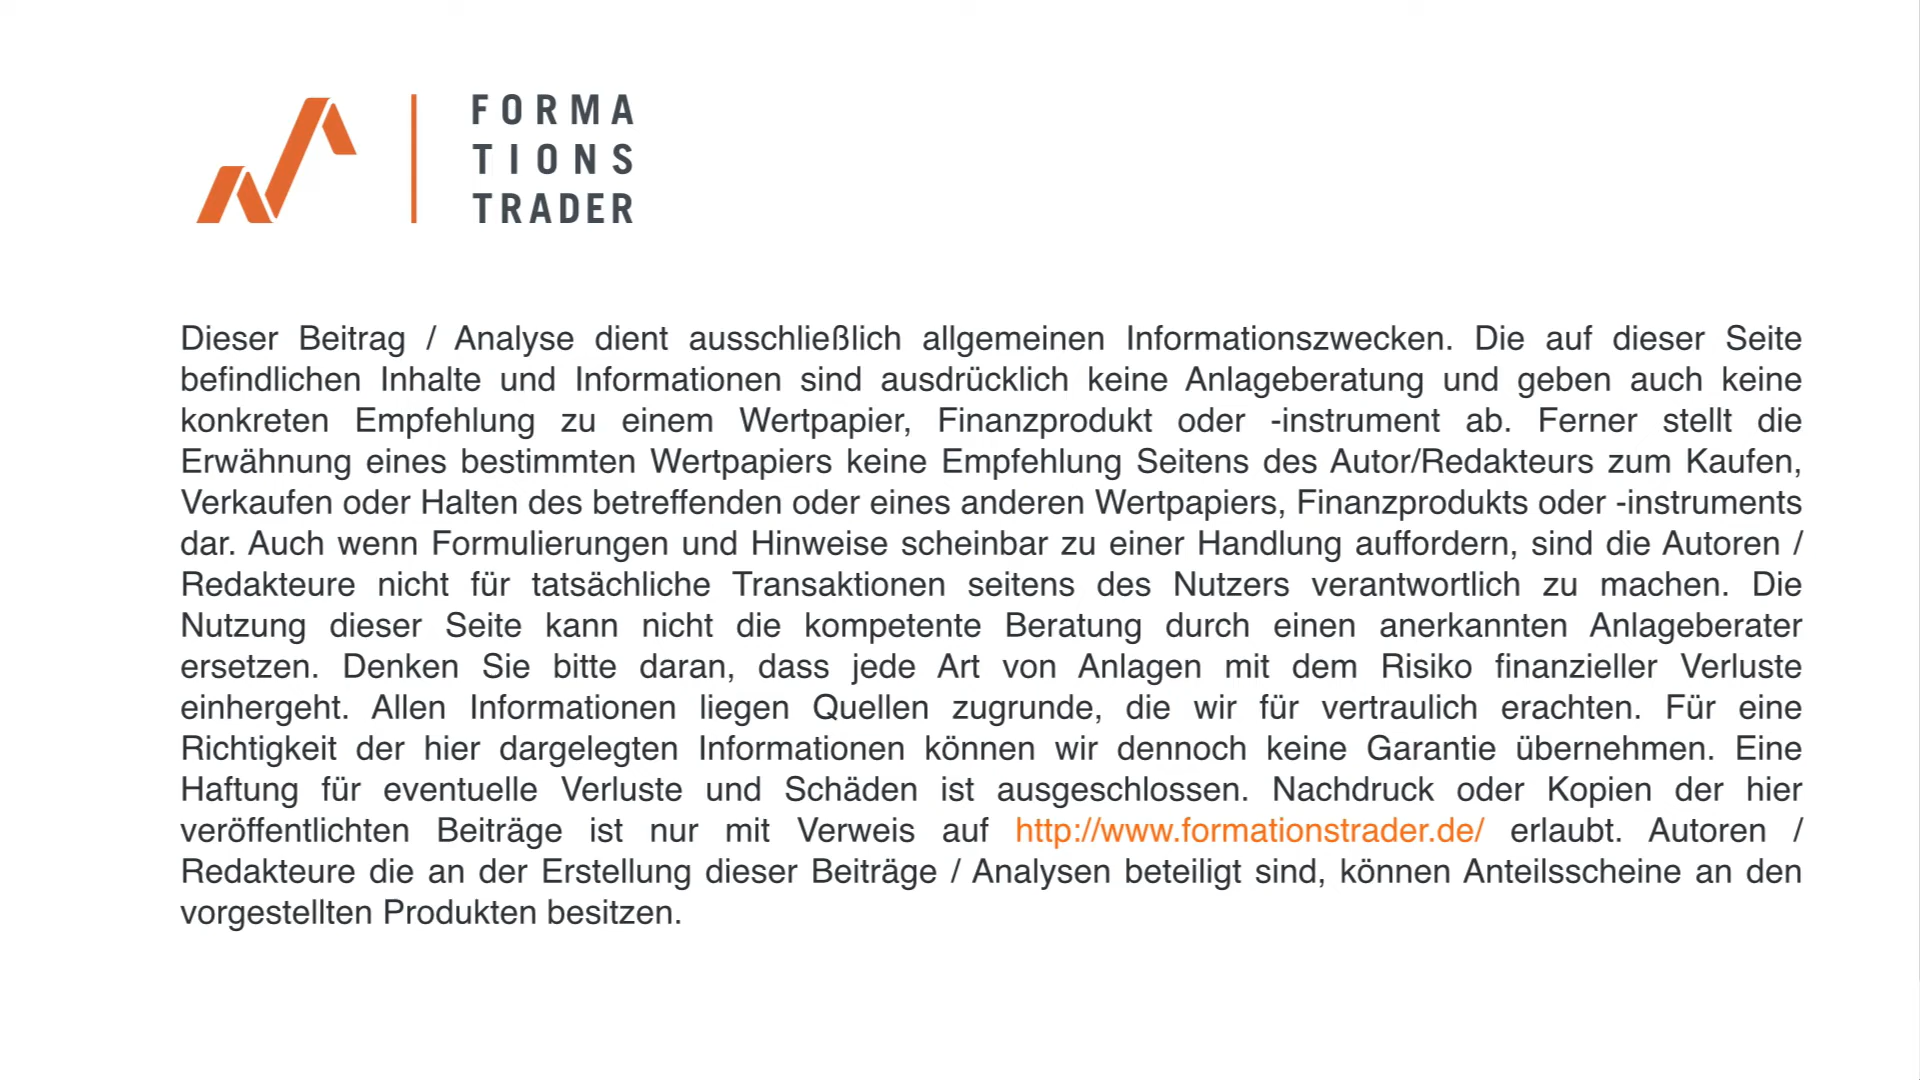 FORMA
TIONS
TRADER
Dieser Beitrag / Analyse dient ausschließlich allgemeinen Informationszwecken. Die auf dieser Seite
befindlichen Inhalte und Informationen sind ausdrücklich keine Anlageberatung und geben auch keine
konkreten Empfehlung zu einem Wertpapier, Finanzprodukt oder -instrument ab. Ferner stellt die
Erwähnung eines bestimmten Wertpapiers keine Empfehlung Seitens des Autor/Redakteurs zum Kaufen,
Verkaufen oder Halten des betreffenden oder eines anderen Wertpapiers, Finanzprodukts oder -instruments
dar. Auch wenn Formulierungen und Hinweise scheinbar zu einer Handlung auffordern, sind die Autoren /
Redakteure nicht für tatsächliche Transaktionen seitens des Nutzers verantwortlich zu machen. Die
Nutzung dieser Seite kann nicht die kompetente Beratung durch einen anerkannten Anlageberater
ersetzen. Denken Sie bitte daran, dass jede Art von Anlagen mit dem Risiko finanzieller Verluste
einhergeht. Allen Informationen liegen Quellen zugrunde, die wir für vertraulich erachten. Für eine
Richtigkeit der hier dargelegten Informationen können wir dennoch keine Garantie übernehmen. Eine
Haftung für eventuelle Verluste und Schäden ist ausgeschlossen. Nachdruck oder Kopien der hier
veröffentlichten Beiträge ist nur mit Verweis auf http://www.formationstrader.de/ erlaubt. Autoren /
Redakteure die an der Erstellung dieser Beiträge / Analysen beteiligt sind, können Anteilsscheine an den
vorgestellten Produkten besitzen.